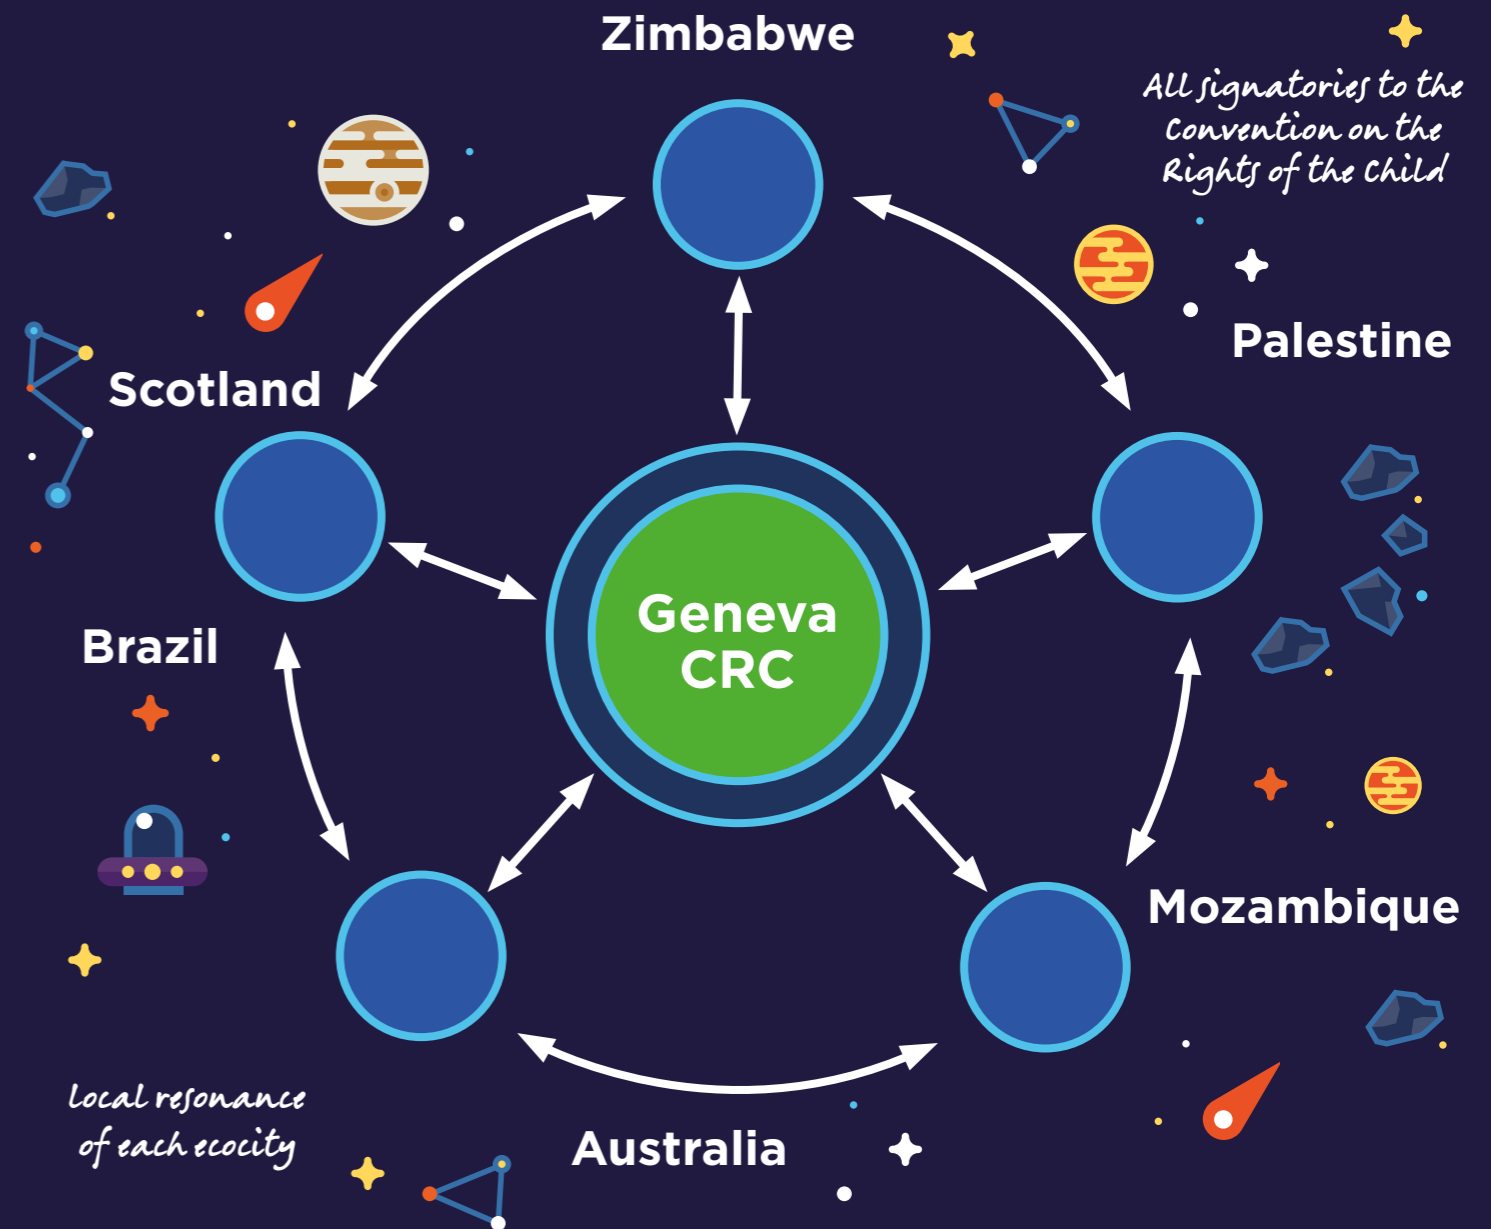 Zimbabwe
All signatories to the
Convention on the
Rights of the Child
Palestine
Scotland
Geneva
CRC
Brazil
Mozambique
Local resonance
of each ecocity
Australia